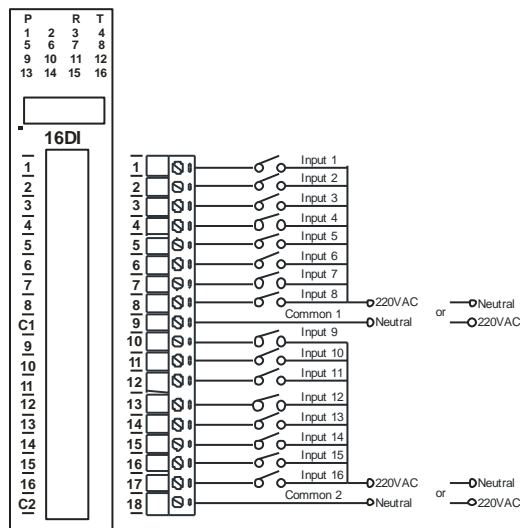 P R T
1 2 3 4
5 6 7 8
9 10 11 12
13 14 15 16
16DI
1 1 Input 1
2 2 Input 2
3 3 Input 3
4 4 Input 4
5 5 Input 5
6 6 Input 6
7 7 Input 7
8 8 Input 8 220VAC or Neutral
C1 9 Common 1 Neutral 220VAC
9 10 Input 9
10 11 Input 10
11 12 Input 11
12 13 Input 12
13 14 Input 13
14 15 Input 14
15 16 Input 15
16 17 Input 16 220VAC or Neutral
C2 18 Common 2 Neutral 220VAC